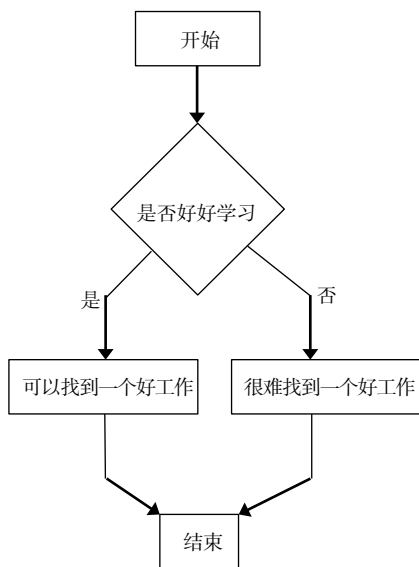 开始
是否好好学习
是
否
可以找到一个好工作
很难找到一个好工作
结束